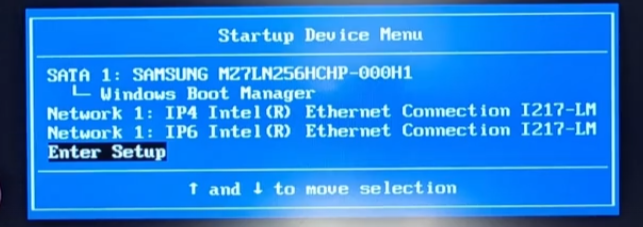 Startup Device Menu
SATA 1: SAMSUNG MZ7LN256HCHP-000H1
└─ Windows Boot Manager
Network 1: IP4 Intel(R) Ethernet Connection I217-LM
Network 1: IP6 Intel(R) Ethernet Connection I217-LM
Enter Setup
↑ and ↓ to move selection